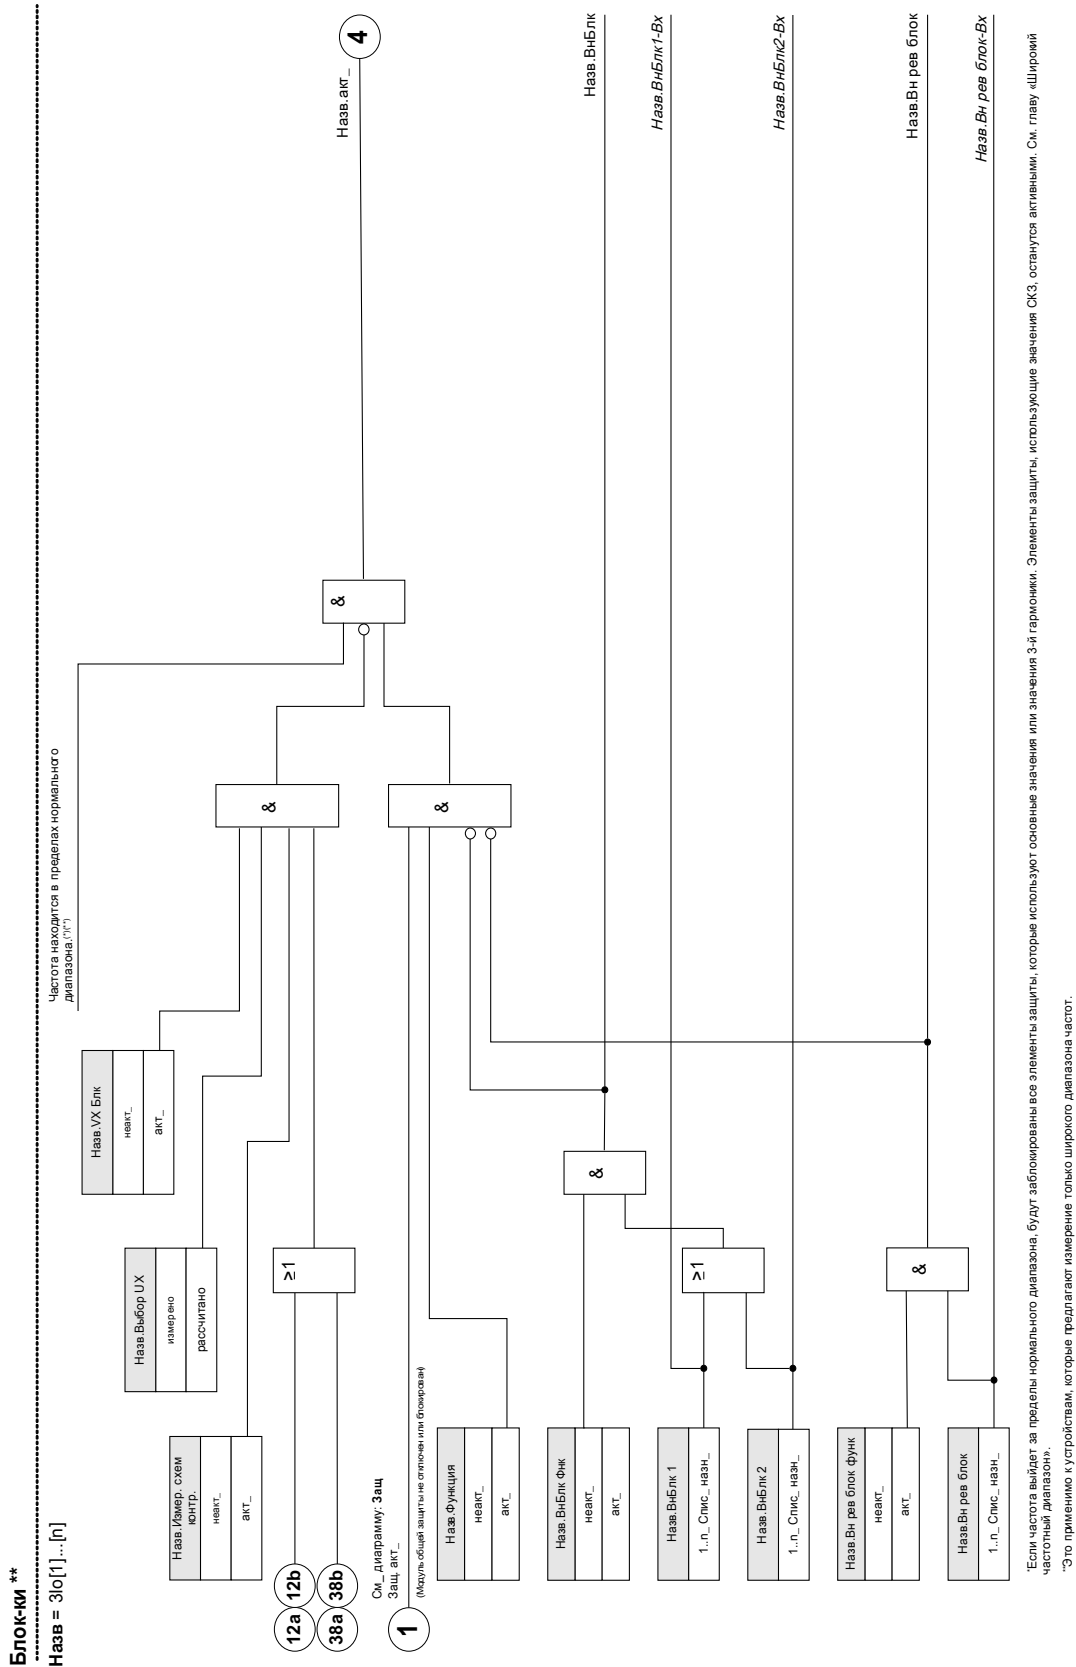 Блок-ки **
Назв = 3Io[1]...[n]
Частота находится в пределах нормального
диапазона.(*)(**)
Назв.VX Блк
неакт_
акт_
Назв.Выбор UX
измерено
рассчитано
Назв.Измер. схем
контр.
неакт_
акт_
12a
12b
38a
38b
≥1
&
&
&
Назв.акт_
4
См_ диаграмму: Защ
Защ. акт_
1
(Модуль общей защиты не отключен или блокирован)
Назв.Функция
неакт_
акт_
Назв.ВнБлк Фнк
неакт_
акт_
&
Назв.ВнБлк
Назв.ВнБлк 1
1..n_ Спис_ назн_
≥1
Назв.ВнБлк1-Вх
Назв.ВнБлк 2
1..n_ Спис_ назн_
Назв.ВнБлк2-Вх
Назв.Вн рев блок функ
неакт_
акт_
&
Назв.Вн рев блок
Назв.Вн рев блок
1..n_ Спис_ назн_
Назв.Вн рев блок-Вх
*Если частота выйдет за пределы нормального диапазона, будут заблокированы все элементы защиты, которые используют основные значения или значения 3-й гармоники. Элементы защиты, использующие значения СКЗ, останутся активными. См. главу «Широкий
частотный диапазон».
**Это применимо к устройствам, которые предлагают измерение только широкого диапазона частот.